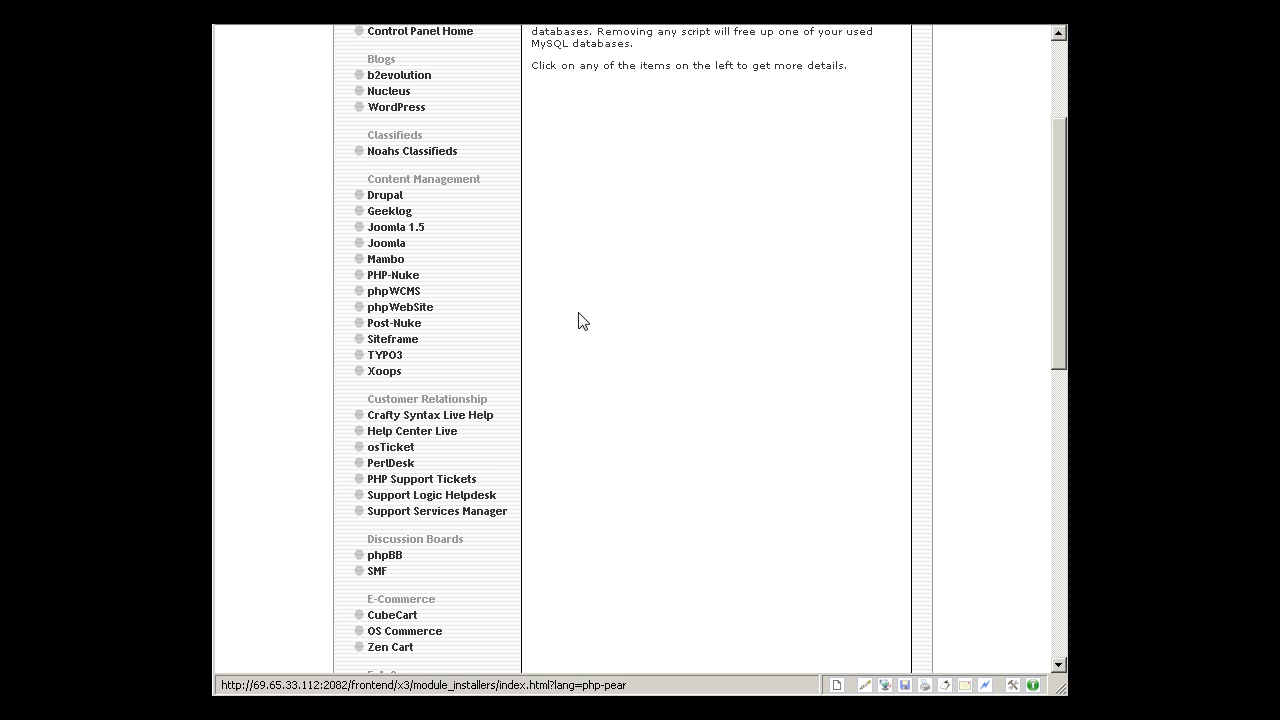 Control Panel Home
Blogs
b2evolution
Nucleus
WordPress
Classifieds
Noahs Classifieds
Content Management
Drupal
Geeklog
Joomla 1.5
Joomla
Mambo
PHP-Nuke
phpWCMS
phpWebSite
Post-Nuke
Siteframe
TYPO3
Xoops
Customer Relationship
Crafty Syntax Live Help
Help Center Live
osTicket
PerlDesk
PHP Support Tickets
Support Logic Helpdesk
Support Services Manager
Discussion Boards
phpBB
SMF
E-Commerce
CubeCart
OS Commerce
Zen Cart
databases. Removing any script will free up one of your used
MySQL databases.
Click on any of the items on the left to get more details.
http://69.65.33.112:2082/frontend/x3/module_installers/index.html?lang=php-pear